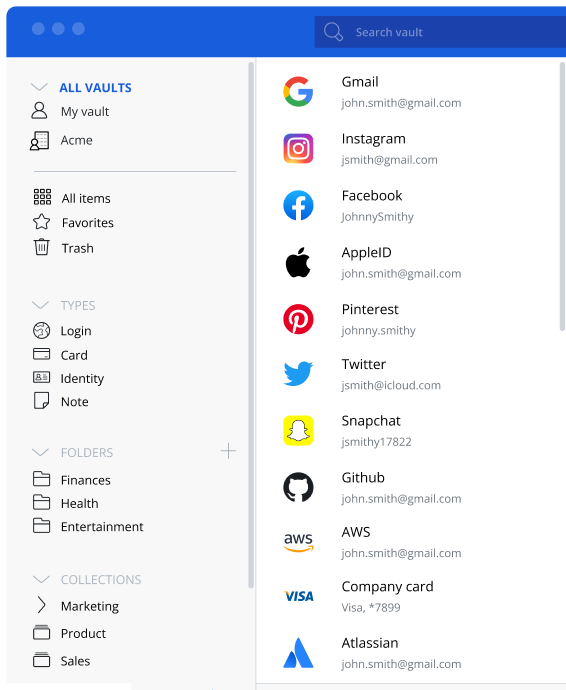 Search vault
ALL VAULTS
My vault
Acme
All items
Favorites
Trash
TYPES
Login
Card
Identity
Note
FOLDERS
Finances
Health
Entertainment
COLLECTIONS
Marketing
Product
Sales
Gmail
john.smith@gmail.com
Instagram
jsmith@gmail.com
Facebook
JohnnySmithy
AppleID
john.smith@gmail.com
Pinterest
johnny.smithy
Twitter
jsmith@icloud.com
Snapchat
jsmithy17822
Github
john.smith@gmail.com
aws
AWS
john.smith@gmail.com
VISA
Company card
Visa, *7899
Atlassian
john.smith@gmail.com